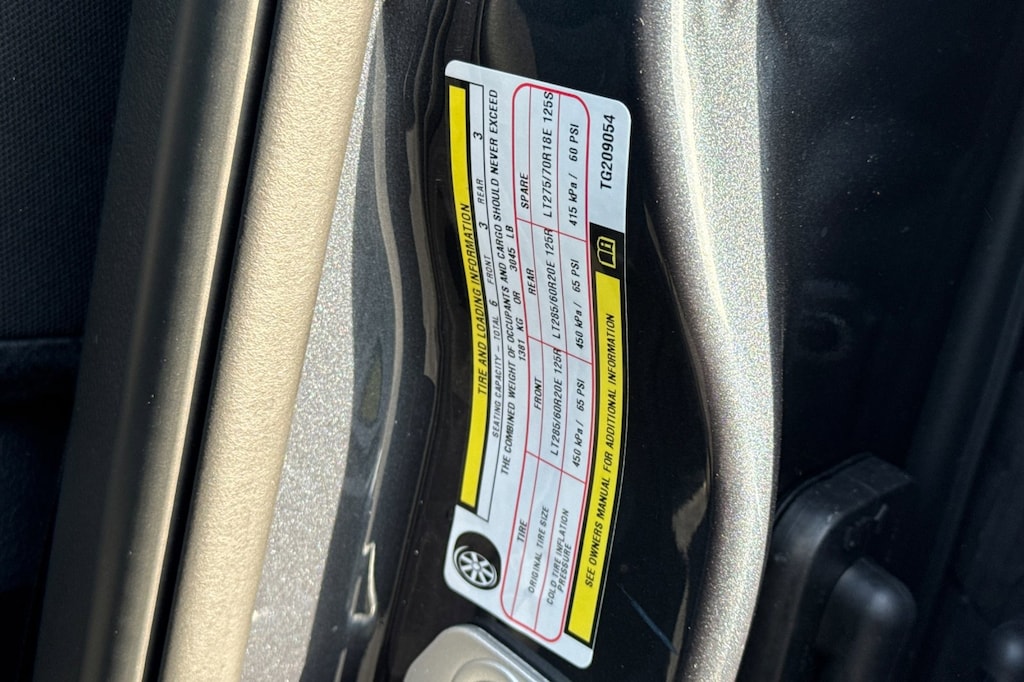 TIRE AND LOADING INFORMATION
SEATING CAPACITY – TOTAL 6 FRONT 3 REAR 3
THE COMBINED WEIGHT OF OCCUPANTS AND CARGO SHOULD NEVER EXCEED
1381 KG OR 3045 LB
TIRE FRONT REAR SPARE
ORIGINAL TIRE SIZE LT285/60R20E 125R LT285/60R20E 125R LT275/70R18E 125S
COLD TIRE INFLATION PRESSURE 450 kPa / 65 PSI 450 kPa / 65 PSI 415 kPa / 60 PSI
SEE OWNERS MANUAL FOR ADDITIONAL INFORMATION
TG209054